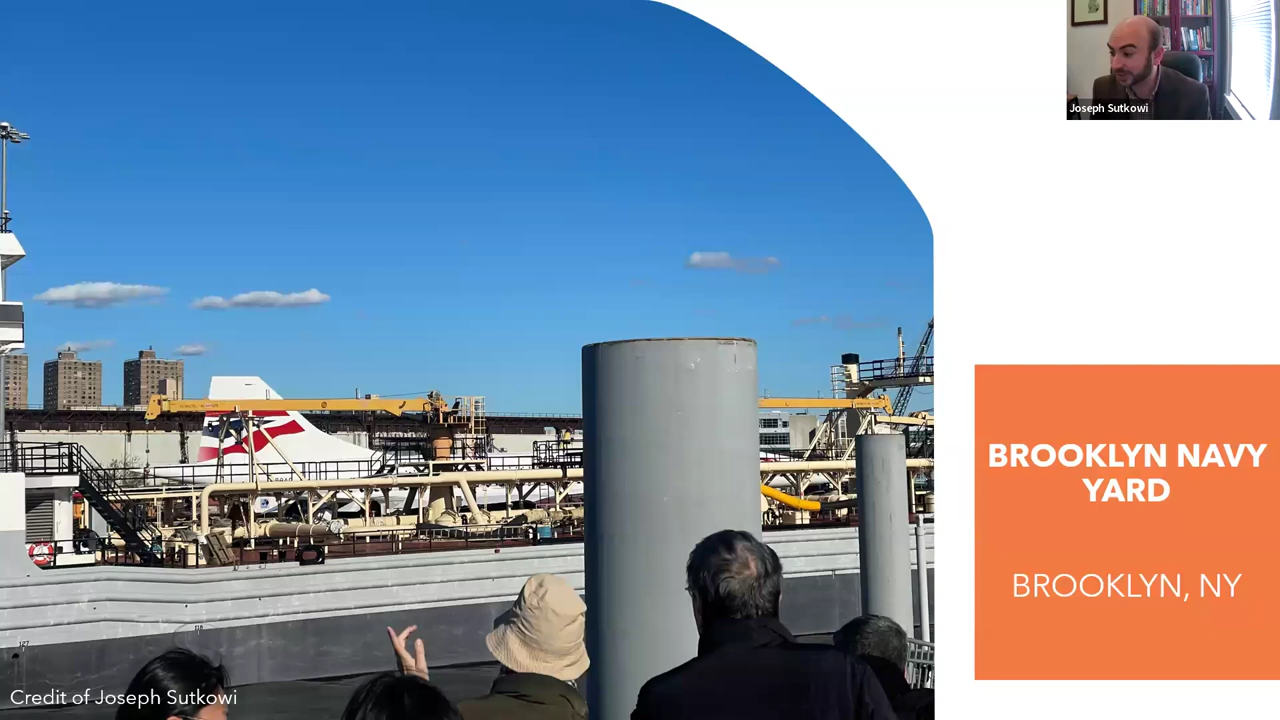 Joseph Sutkowi
BROOKLYN NAVY
YARD
BROOKLYN, NY
Credit of Joseph Sutkowi